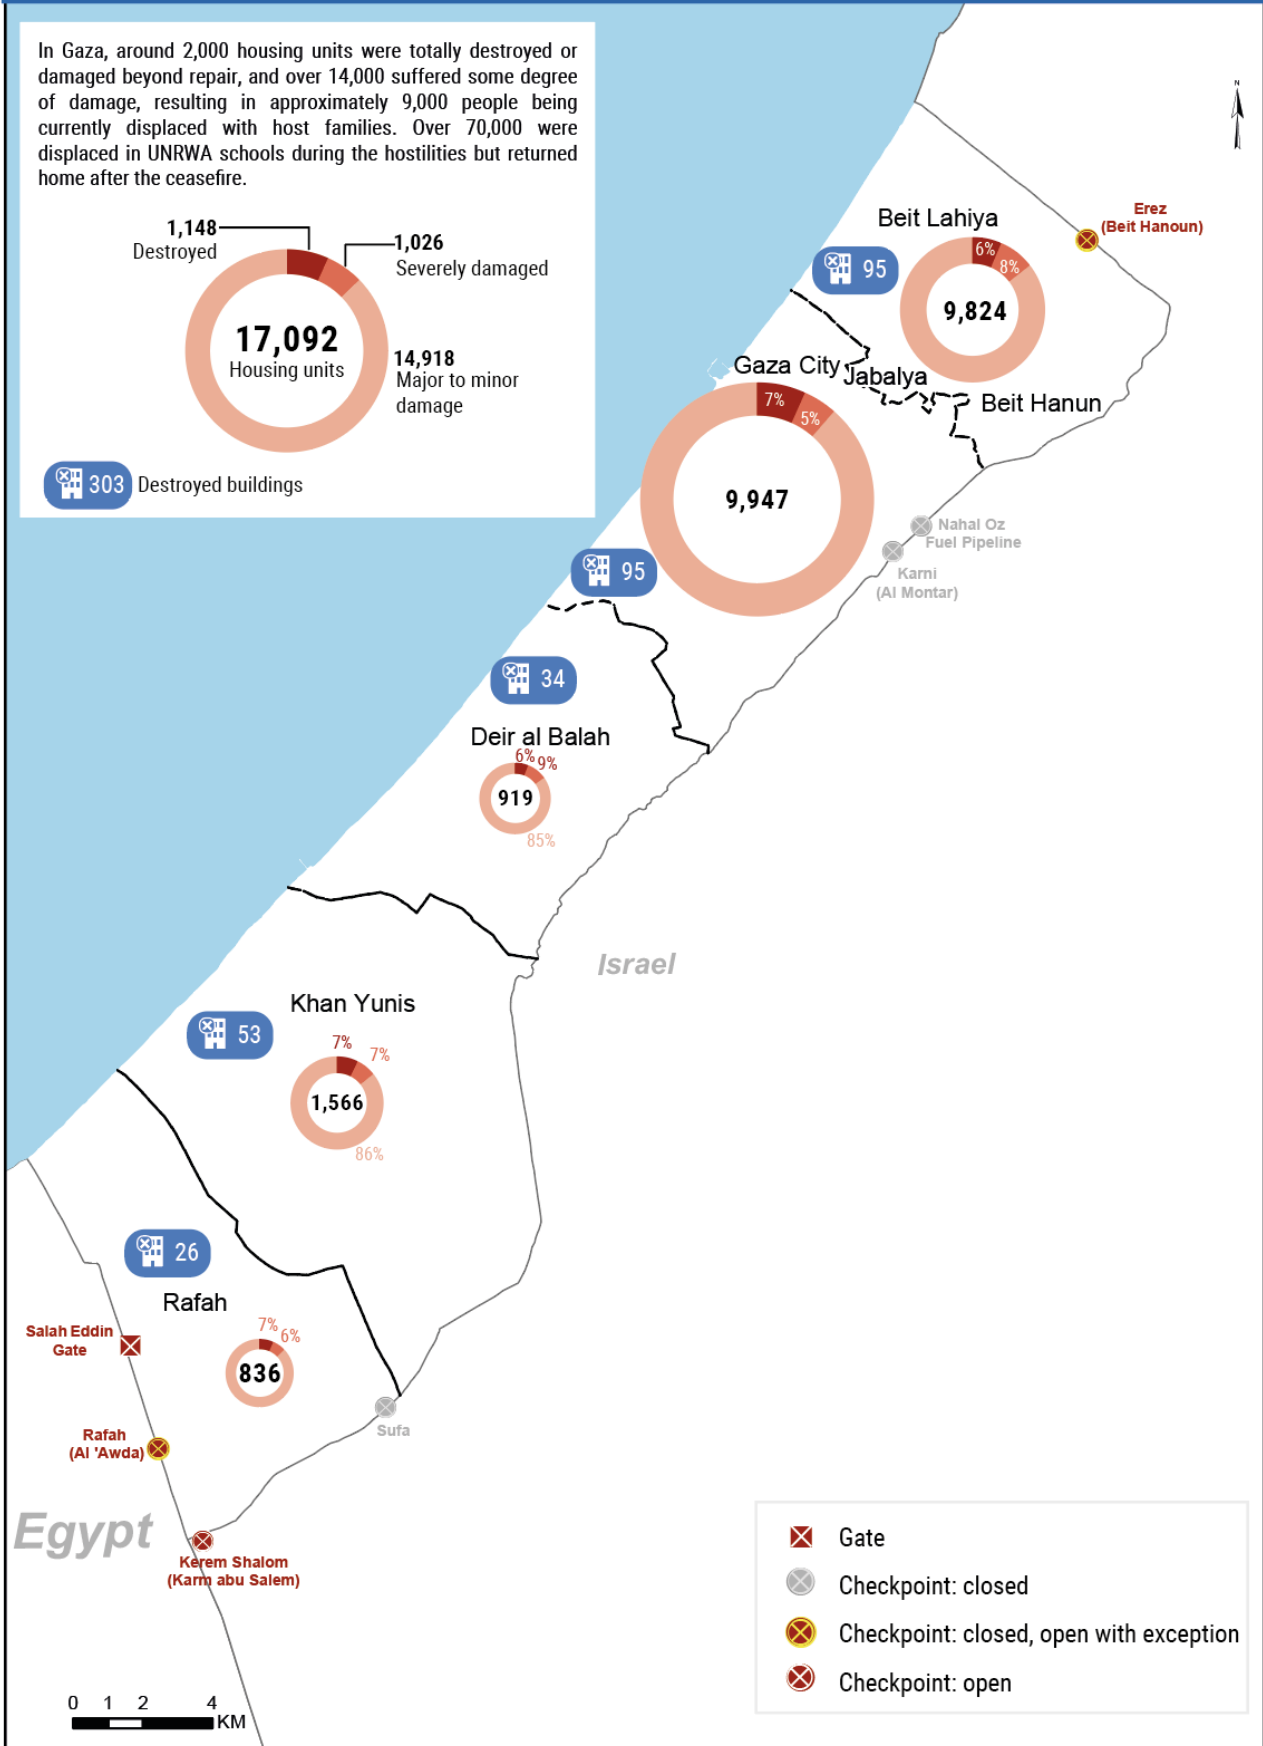 In Gaza, around 2,000 housing units were totally destroyed or
damaged beyond repair, and over 14,000 suffered some degree
of damage, resulting in approximately 9,000 people being
currently displaced with host families. Over 70,000 were
displaced in UNRWA schools during the hostilities but returned
home after the ceasefire.
1,148
Destroyed
1,026
Severely damaged
17,092
Housing units
14,918
Major to minor
damage
303 Destroyed buildings
N
Erez
(Beit Hanoun)
Beit Lahiya
95
6%
8%
9,824
Gaza City
Jabalya
Beit Hanun
7%
5%
9,947
Nahal Oz
Fuel Pipeline
Karni
(Al Montar)
95
34
Deir al Balah
6% 9%
919
85%
Israel
Khan Yunis
53
7%
7%
1,566
86%
26
Rafah
7%
6%
836
Salah Eddin
Gate
Sufa
Rafah
(Al 'Awda)
Egypt
Kerem Shalom
(Karm abu Salem)
Gate
Checkpoint: closed
Checkpoint: closed, open with exception
Checkpoint: open
0 1 2 4
KM